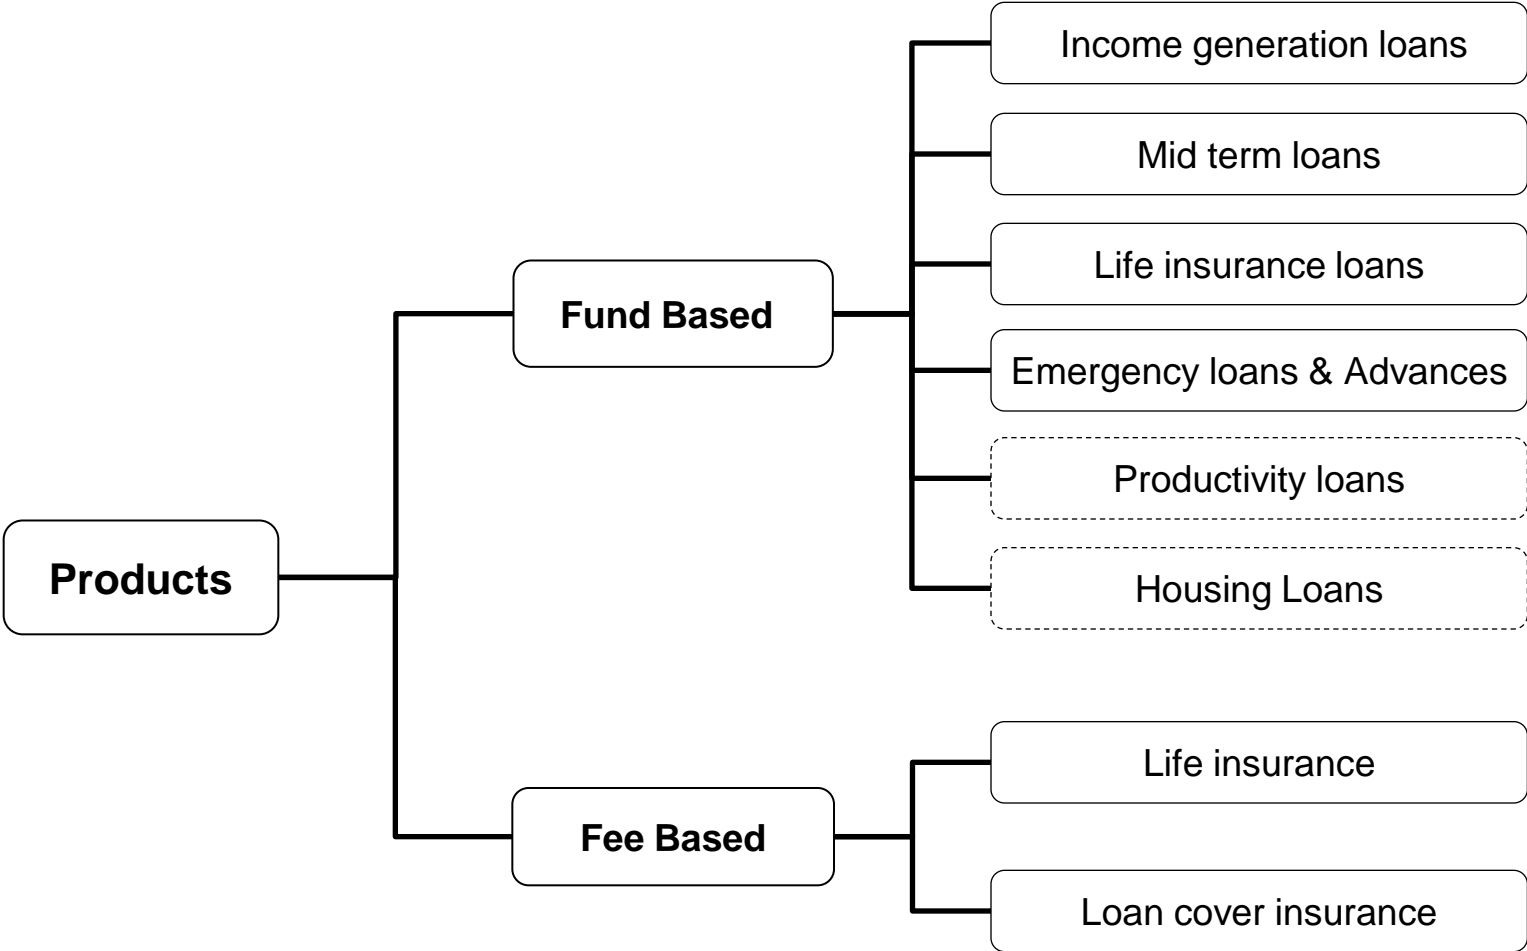 Products
Fund Based
Income generation loans
Mid term loans
Life insurance loans
Emergency loans & Advances
Productivity loans
Housing Loans
Fee Based
Life insurance
Loan cover insurance